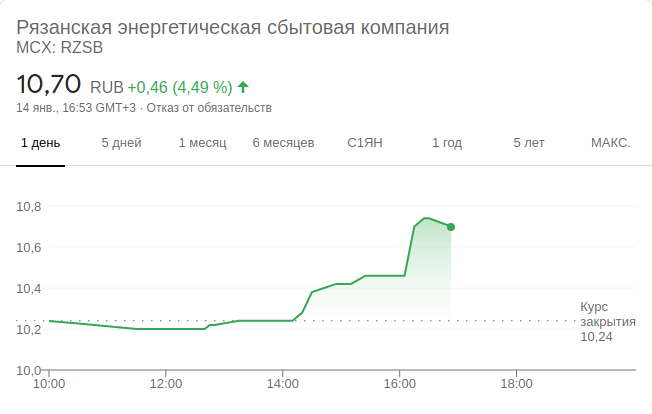 Рязанская энергетическая сбытовая компания
MCX: RZSB
10,70 RUB +0,46 (4,49 %)
14 янв., 16:53 GMT+3 · Отказ от обязательств
1 день 5 дней 1 месяц 6 месяцев С1ЯН 1 год 5 лет МАКС.
10,8
10,6
10,4
10,2
10,0
Курс
закрытия
10,24
10:00 12:00 14:00 16:00 18:00